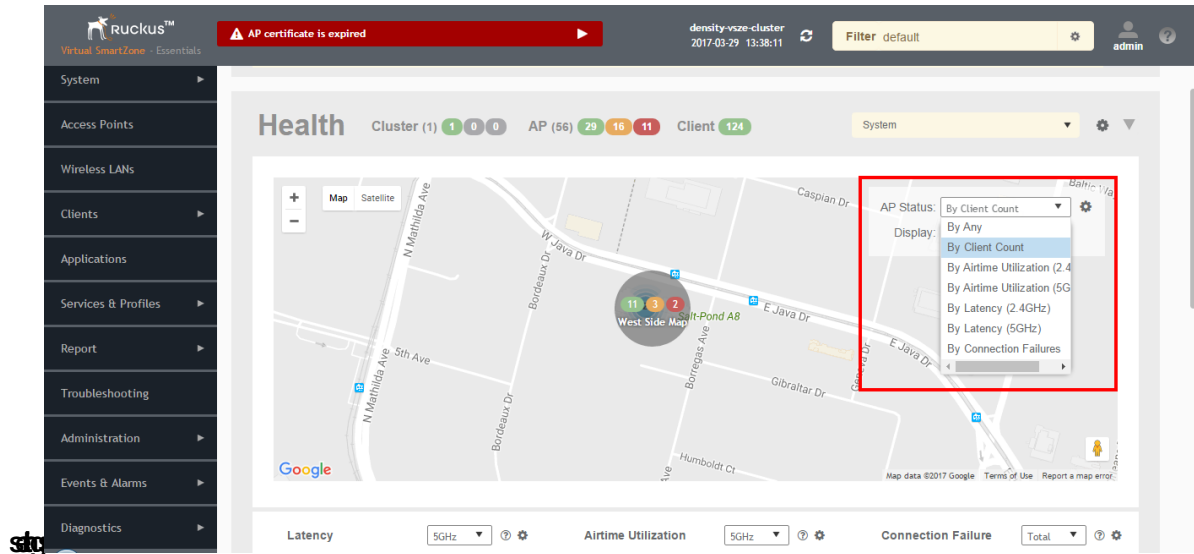 Ruckus™
Virtual SmartZone - Essentials
AP certificate is expired
density-vsze-cluster
2017-03-29 13:38:11
Filter default
admin
System
Access Points
Wireless LANs
Clients
Applications
Services & Profiles
Report
Troubleshooting
Administration
Events & Alarms
Diagnostics
Health
Cluster (1) 1 0 0
AP (56) 29 16 11
Client 124
System
+
−
Map
Satellite
AP Status:
By Client Count
Display:
By Any
By Client Count
By Airtime Utilization (2.4
By Airtime Utilization (5G
By Latency (2.4GHz)
By Latency (5GHz)
By Connection Failures
N Mathilda Ave
W Java Dr
Bordeaux Dr
Caspian Dr
Baltic Wa
11 3 2
West Side Map
Salt-Pond A8
E Java Dr
E Java Dr
5th Ave
Borregas Ave
Geneva Dr
Gibraltar Dr
N Mathilda Ave
Bordeaux Dr
Humboldt Ct
Ave
Google
Map data ©2017 Google
Terms of Use
Report a map error
Latency
5GHz
Airtime Utilization
5GHz
Connection Failure
Total